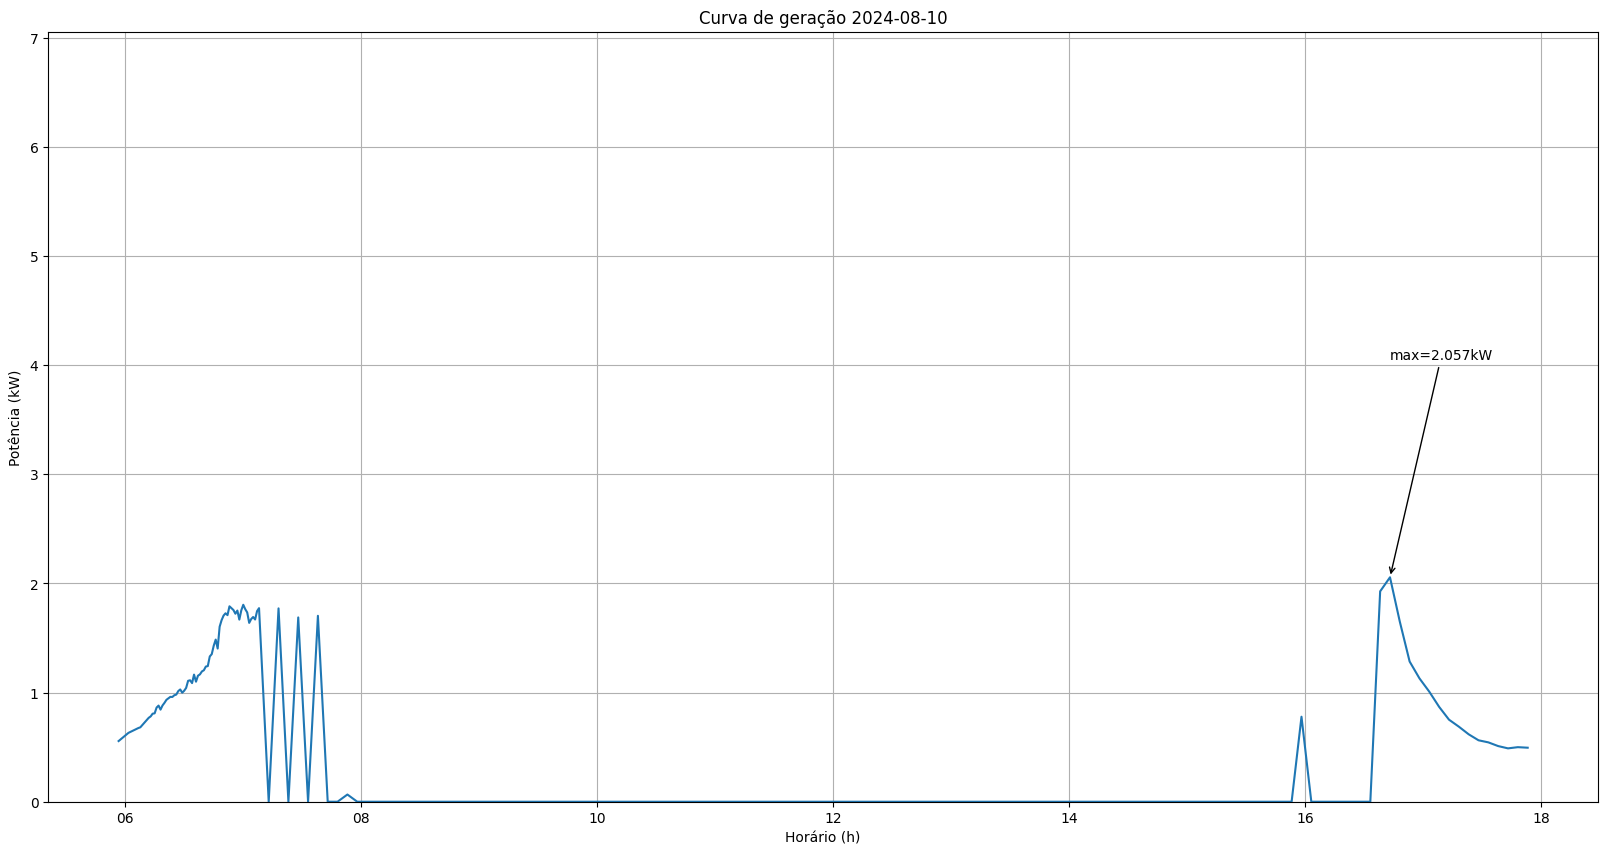 Curva de geração 2024-08-10
7
6
5
4
3
2
1
0
Potência (kW)
max=2.057kW
06 08 10 12 14 16 18
Horário (h)